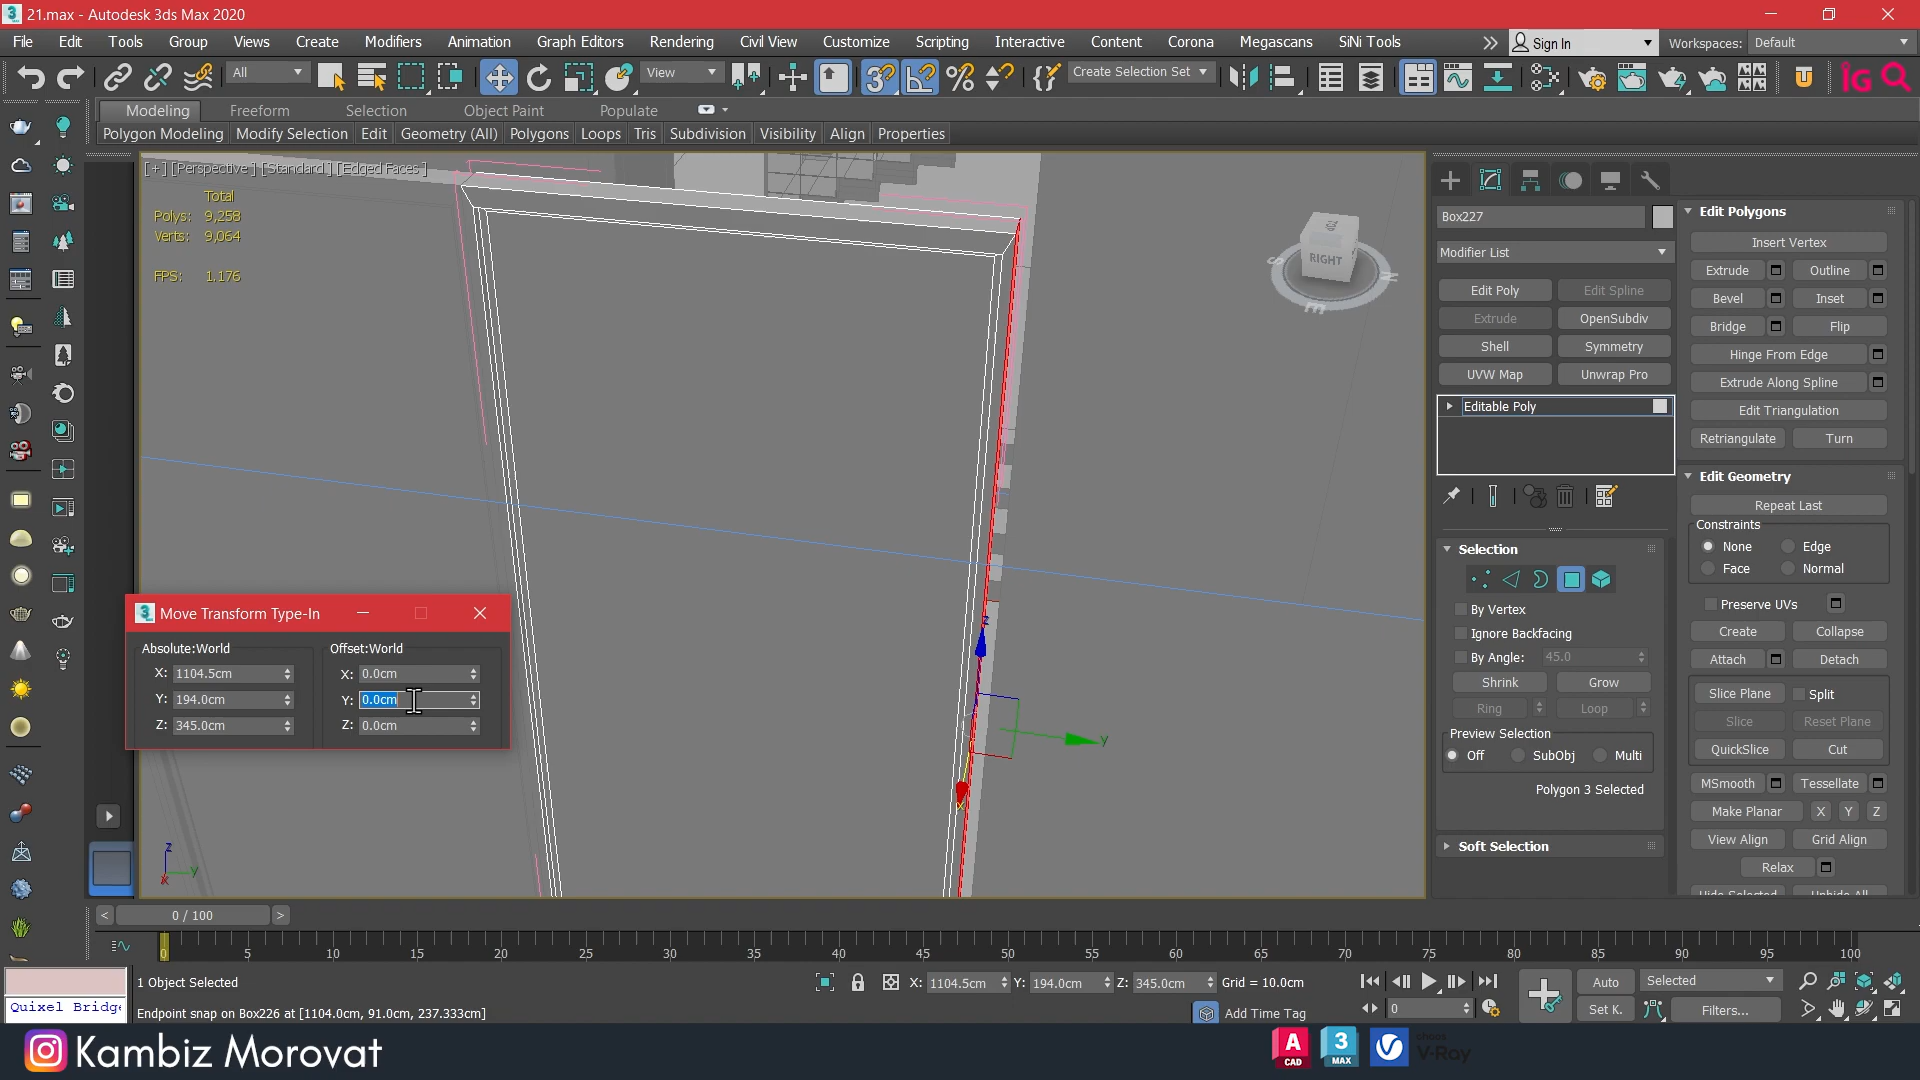 21.max - Autodesk 3ds Max 2020
File Edit Tools Group Views Create Modifiers Animation Graph Editors Rendering Civil View Customize Scripting Interactive Content Corona Megascans SiNi Tools Sign In Workspaces: Default
All View Create Selection Set iG
Modeling Freeform Selection Object Paint Populate
Polygon Modeling Modify Selection Edit Geometry (All) Polygons Loops Tris Subdivision Visibility Align Properties
[+] [Perspective] [Standard] [Edged Faces]
Total
Polys: 9,258
Verts: 9,064
FPS: 1.176
TOP
RIGHT
S
N
E
Move Transform Type-In
Absolute:World
X: 1104.5cm
Y: 194.0cm
Z: 345.0cm
Offset:World
X: 0.0cm
Y: 0.0cm
Z: 0.0cm
z
y
x
z
y
x
Box227
Modifier List
Edit Poly Edit Spline
Extrude OpenSubdiv
Shell Symmetry
UVW Map Unwrap Pro
Editable Poly
Selection
By Vertex
Ignore Backfacing
By Angle: 45.0
Shrink Grow
Ring Loop
Preview Selection
Off SubObj Multi
Polygon 3 Selected
Soft Selection
Edit Polygons
Insert Vertex
Extrude Outline
Bevel Inset
Bridge Flip
Hinge From Edge
Extrude Along Spline
Edit Triangulation
Retriangulate Turn
Edit Geometry
Repeat Last
Constraints
None Edge
Face Normal
Preserve UVs
Create Collapse
Attach Detach
Slice Plane Split
Slice Reset Plane
QuickSlice Cut
MSmooth Tessellate
Make Planar X Y Z
View Align Grid Align
Relax
Hide Selected Unhide All
< 0 / 100 >
0 5 10 15 20 25 30 35 40 45 50 55 60 65 70 75 80 85 90 95 100
1 Object Selected X: 1104.5cm Y: 194.0cm Z: 345.0cm Grid = 10.0cm Auto Selected
Quixel Bridge Endpoint snap on Box226 at [1104.0cm, 91.0cm, 237.333cm] Add Time Tag 0 Set K. Filters...
Kambiz Morovat
A CAD
3 MAX
chaos
V-Ray